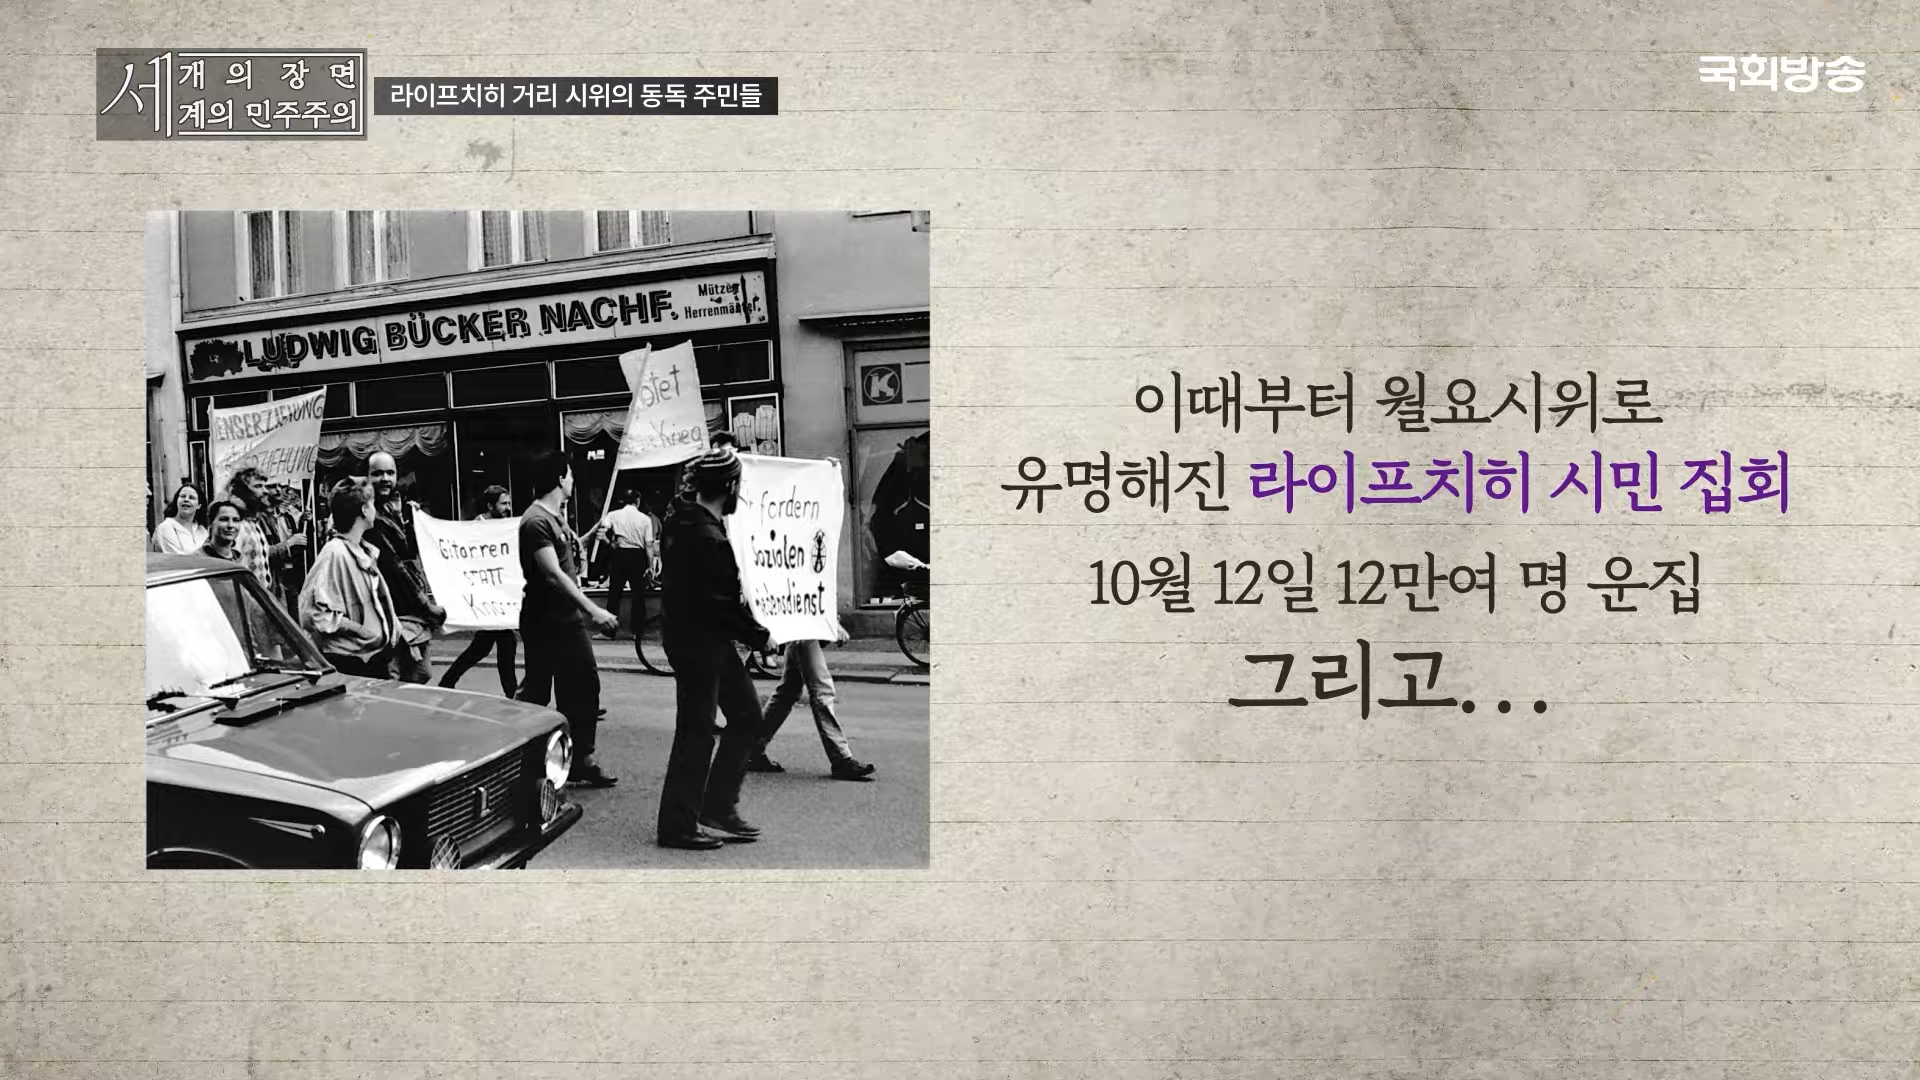 세 개의 장면
세계의 민주주의
라이프치히 거리 시위의 동독 주민들
국회방송
LUDWIG BÜCKER NACHF.
Herrenmäntel.
ENSERZIEHUNG
Krieg
Gitarren
STATT
fordern
Sozialen
K
이때부터 월요시위로
유명해진 라이프치히 시민 집회
10월 12일 12만여 명 운집
그리고...